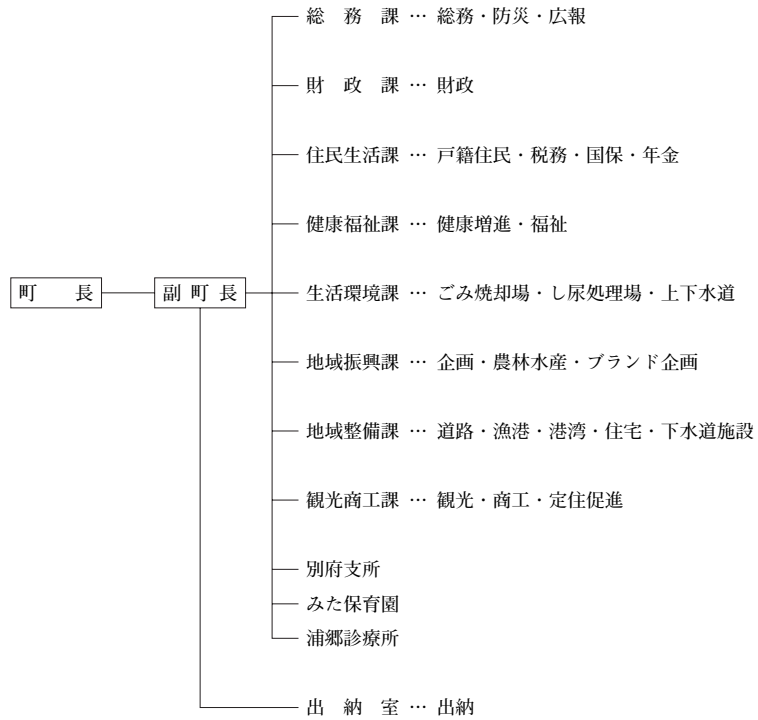 総務課 … 総務・防災・広報
財政課 … 財政
住民生活課 … 戸籍住民・税務・国保・年金
健康福祉課 … 健康増進・福祉
町長 副町長 生活環境課 … ごみ焼却場・し尿処理場・上下水道
地域振興課 … 企画・農林水産・ブランド企画
地域整備課 … 道路・漁港・港湾・住宅・下水道施設
観光商工課 … 観光・商工・定住促進
別府支所
みた保育園
浦郷診療所
出納室 … 出納